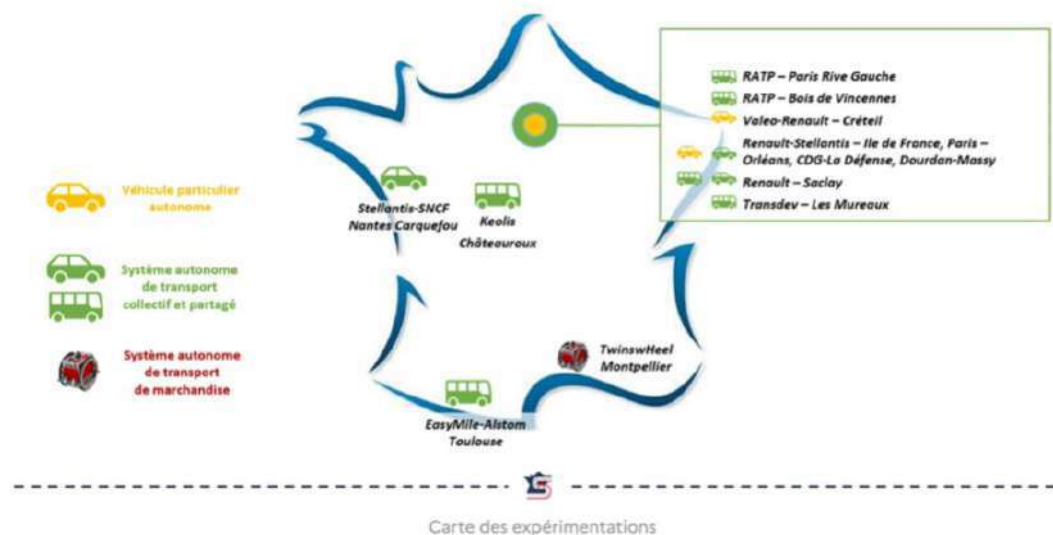 RATP – Paris Rive Gauche
RATP – Bois de Vincennes
Valeo-Renault – Créteil
Renault-Stellantis – Ile de France, Paris –
Orléans, CDG-La Défense, Dourdan-Massy
Renault – Saclay
Transdev – Les Mureaux
Véhicule particulier
autonome
Système autonome
de transport
collectif et partagé
Système autonome
de transport
de marchandise
Stellantis-SNCF
Nantes Carquefou
Keolis
Châteauroux
TwinswHeel
Montpellier
EasyMile-Alstom
Toulouse
Carte des expérimentations